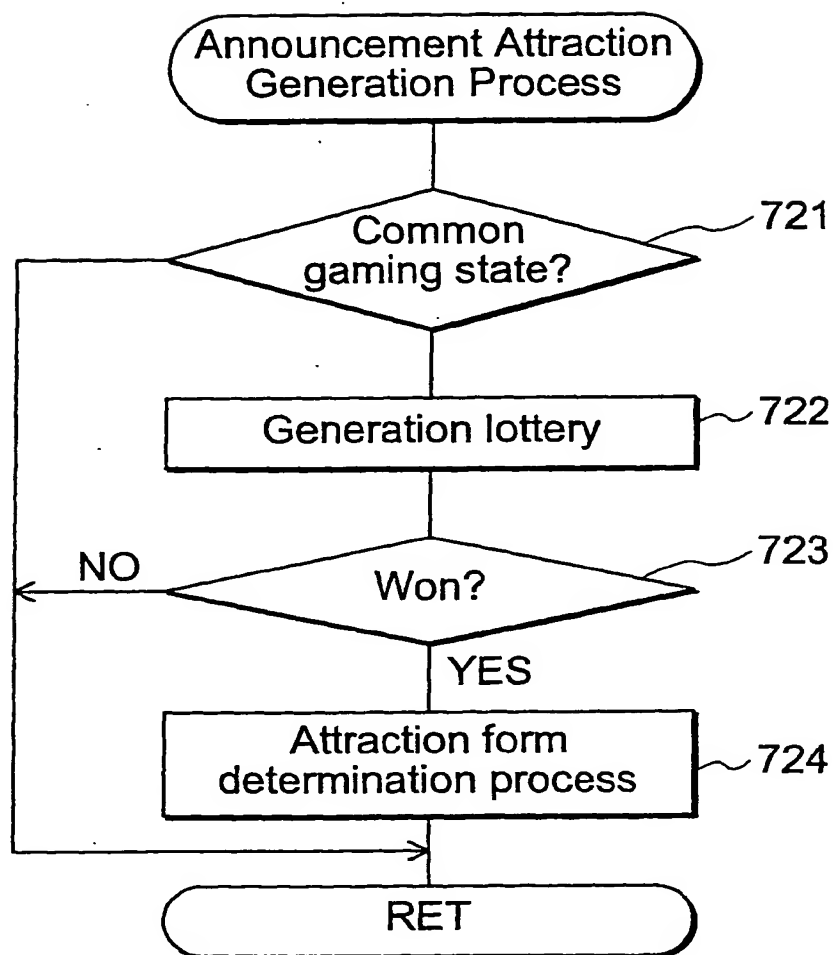 Announcement Attraction
Generation Process
Common
gaming state?
721
Generation lottery
722
NO
Won?
723
YES
Attraction form
determination process
724
RET